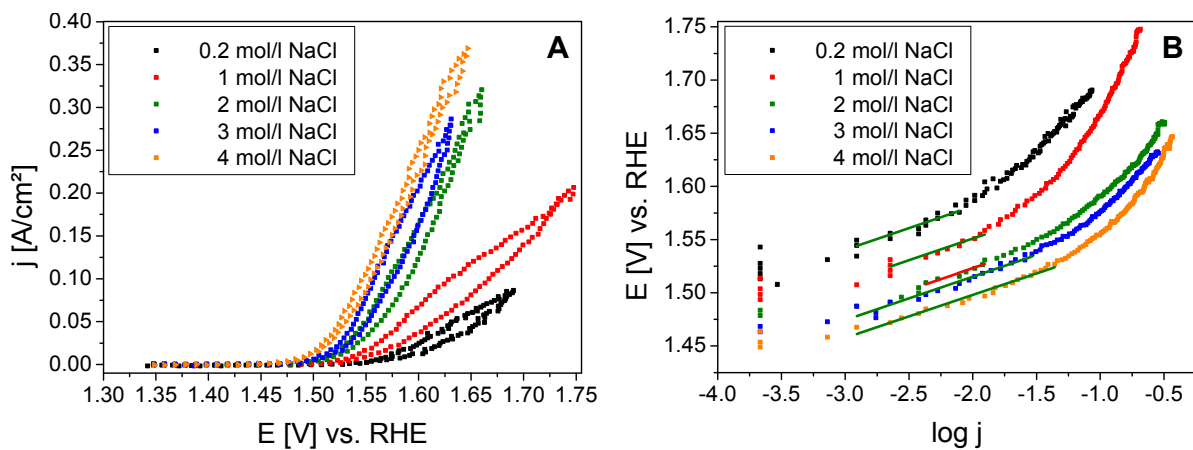 A
0.2 mol/l NaCl
1 mol/l NaCl
2 mol/l NaCl
3 mol/l NaCl
4 mol/l NaCl
j [A/cm²]
0.40
0.35
0.30
0.25
0.20
0.15
0.10
0.05
0.00
1.30 1.35 1.40 1.45 1.50 1.55 1.60 1.65 1.70 1.75
E [V] vs. RHE
B
0.2 mol/l NaCl
1 mol/l NaCl
2 mol/l NaCl
3 mol/l NaCl
4 mol/l NaCl
E [V] vs. RHE
1.75
1.70
1.65
1.60
1.55
1.50
1.45
-4.0 -3.5 -3.0 -2.5 -2.0 -1.5 -1.0 -0.5
log j